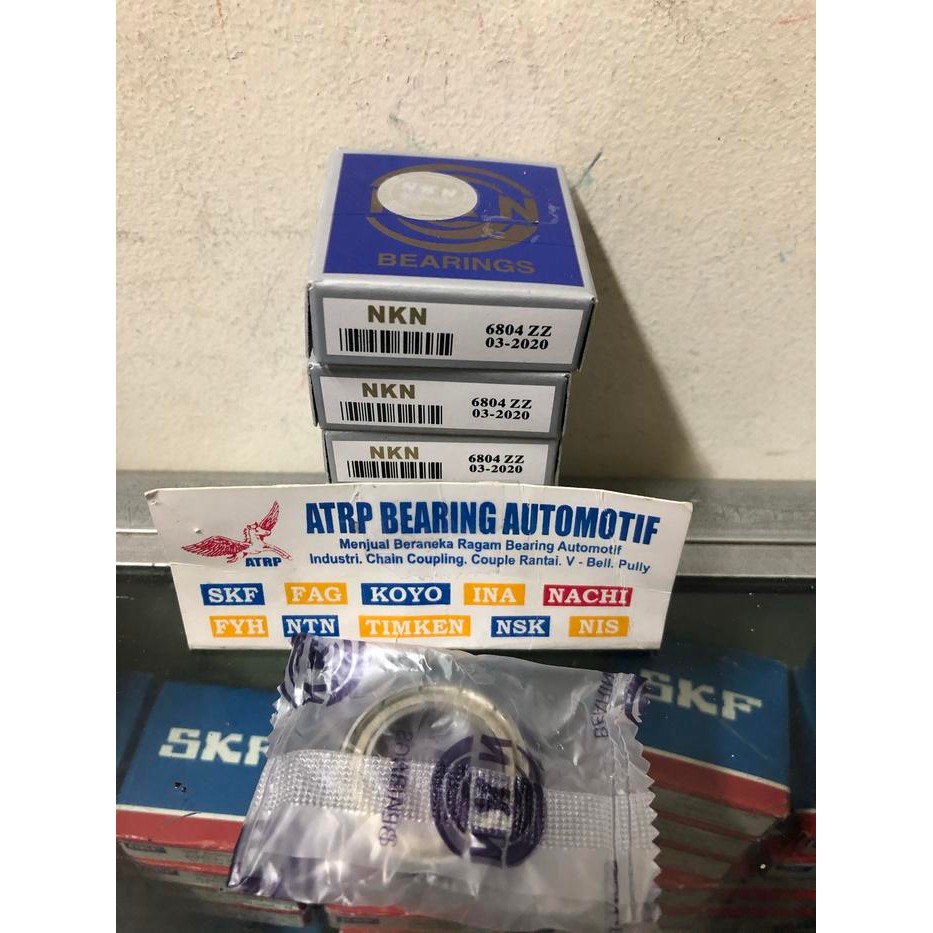 NKN
BEARINGS
NKN
6804 ZZ
03-2020
NKN
6804 ZZ
03-2020
NKN
6804 ZZ
03-2020
ATRP BEARING AUTOMOTIF
Menjual Beraneka Ragam Bearing Automotif
Industri. Chain Coupling. Couple Rantai. V - Bell. Pully
ATRP
SKF FAG KOYO INA NACHI
FYH NTN TIMKEN NSK NIS
SKF
SKF
BEARINGS
NKN